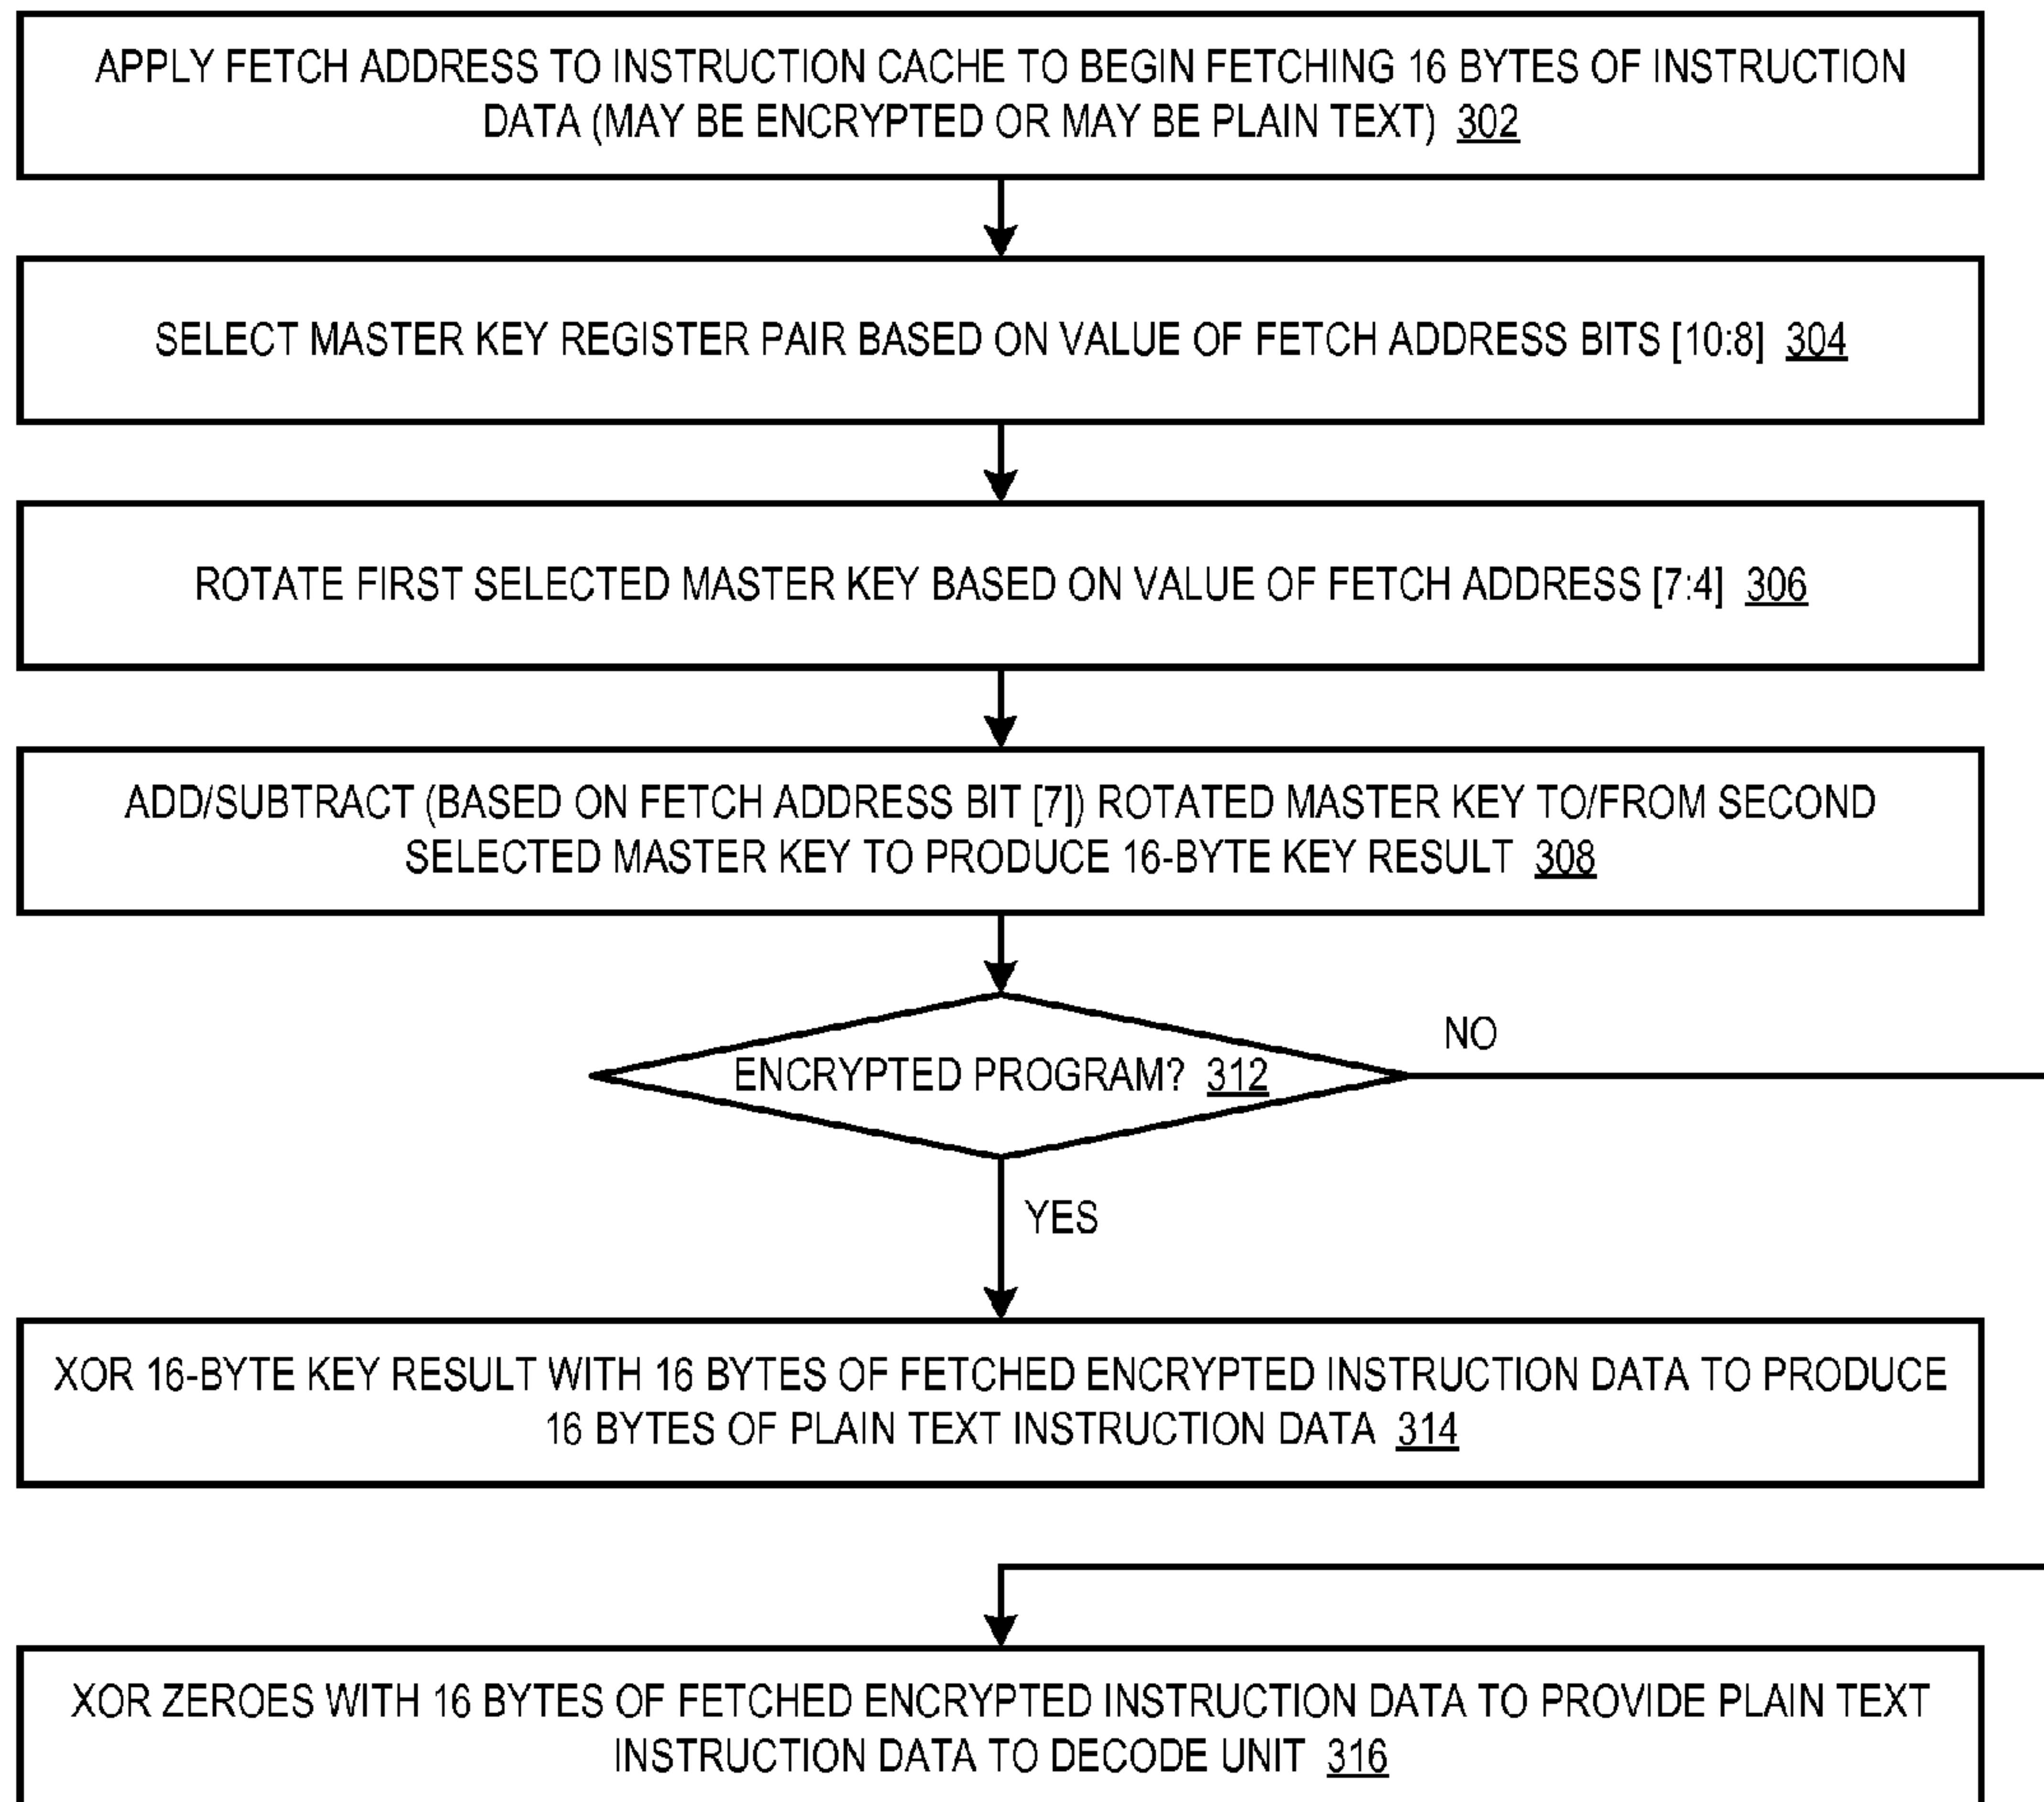 APPLY FETCH ADDRESS TO INSTRUCTION CACHE TO BEGIN FETCHING 16 BYTES OF INSTRUCTION
DATA (MAY BE ENCRYPTED OR MAY BE PLAIN TEXT) 302
SELECT MASTER KEY REGISTER PAIR BASED ON VALUE OF FETCH ADDRESS BITS [10:8] 304
ROTATE FIRST SELECTED MASTER KEY BASED ON VALUE OF FETCH ADDRESS [7:4] 306
ADD/SUBTRACT (BASED ON FETCH ADDRESS BIT [7]) ROTATED MASTER KEY TO/FROM SECOND
SELECTED MASTER KEY TO PRODUCE 16-BYTE KEY RESULT 308
NO
ENCRYPTED PROGRAM? 312
YES
XOR 16-BYTE KEY RESULT WITH 16 BYTES OF FETCHED ENCRYPTED INSTRUCTION DATA TO PRODUCE
16 BYTES OF PLAIN TEXT INSTRUCTION DATA 314
XOR ZEROES WITH 16 BYTES OF FETCHED ENCRYPTED INSTRUCTION DATA TO PROVIDE PLAIN TEXT
INSTRUCTION DATA TO DECODE UNIT 316